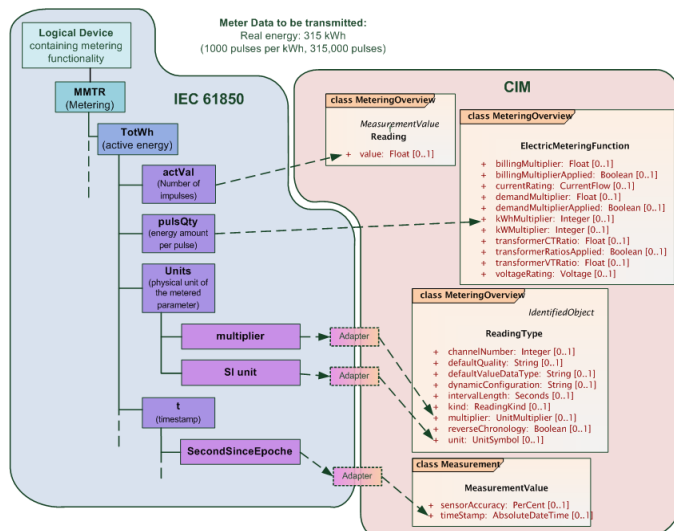 Logical Device
containing metering
functionality
Meter Data to be transmitted:
Real energy: 315 kWh
(1000 pulses per kWh, 315,000 pulses)
MMTR
(Metering)
IEC 61850
CIM
TotWh
(active energy)
actVal
(Number of
impulses)
pulsQty
(energy amount
per pulse)
Units
(physical unit of
the metered
parameter)
multiplier
SI unit
t
(timestamp)
SecondSinceEpoche
Adapter
Adapter
Adapter
class MeteringOverview
MeasurementValue
Reading
+ value: Float [0..1]
class MeteringOverview
ElectricMeteringFunction
+ billingMultiplier: Float [0..1]
+ billingMultiplierApplied: Boolean [0..1]
+ currentRating: CurrentFlow [0..1]
+ demandMultiplier: Float [0..1]
+ demandMultiplierApplied: Boolean [0..1]
+ kWhMultiplier: Integer [0..1]
+ kWMultiplier: Integer [0..1]
+ transformerCTRatio: Float [0..1]
+ transformerRatiosApplied: Boolean [0..1]
+ transformerVTRatio: Float [0..1]
+ voltageRating: Voltage [0..1]
class MeteringOverview
IdentifiedObject
ReadingType
+ channelNumber: Integer [0..1]
+ defaultQuality: String [0..1]
+ defaultValueDataType: String [0..1]
+ dynamicConfiguration: String [0..1]
+ intervalLength: Seconds [0..1]
+ kind: ReadingKind [0..1]
+ multiplier: UnitMultiplier [0..1]
+ reverseChronology: Boolean [0..1]
+ unit: UnitSymbol [0..1]
class Measurement
MeasurementValue
+ sensorAccuracy: PerCent [0..1]
+ timeStamp: AbsoluteDateTime [0..1]